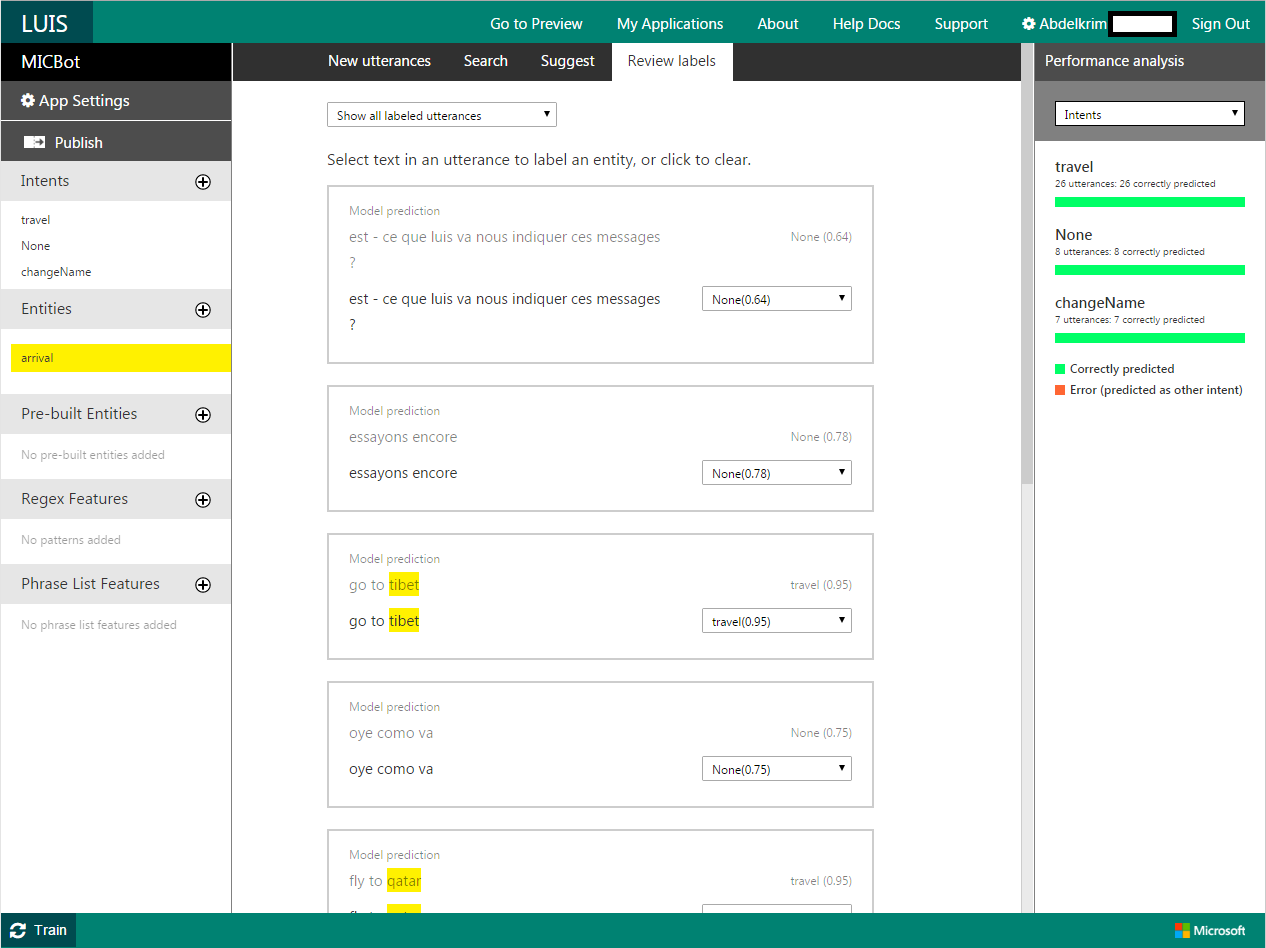 LUIS
Go to Preview My Applications About Help Docs Support Abdelkrim Sign Out
MICBot
App Settings
Publish
Intents
travel
None
changeName
Entities
arrival
Pre-built Entities
No pre-built entities added
Regex Features
No patterns added
Phrase List Features
No phrase list features added
New utterances Search Suggest Review labels
Show all labeled utterances
Select text in an utterance to label an entity, or click to clear.
Model prediction
est - ce que luis va nous indiquer ces messages None (0.64)
?
est - ce que luis va nous indiquer ces messages None(0.64)
?
Model prediction
essayons encore None (0.78)
essayons encore None(0.78)
Model prediction
go to tibet travel (0.95)
go to tibet travel(0.95)
Model prediction
oye como va None (0.75)
oye como va None(0.75)
Model prediction
fly to qatar travel (0.95)
Performance analysis
Intents
travel
26 utterances: 26 correctly predicted
None
8 utterances: 8 correctly predicted
changeName
7 utterances: 7 correctly predicted
Correctly predicted
Error (predicted as other intent)
Train
Microsoft